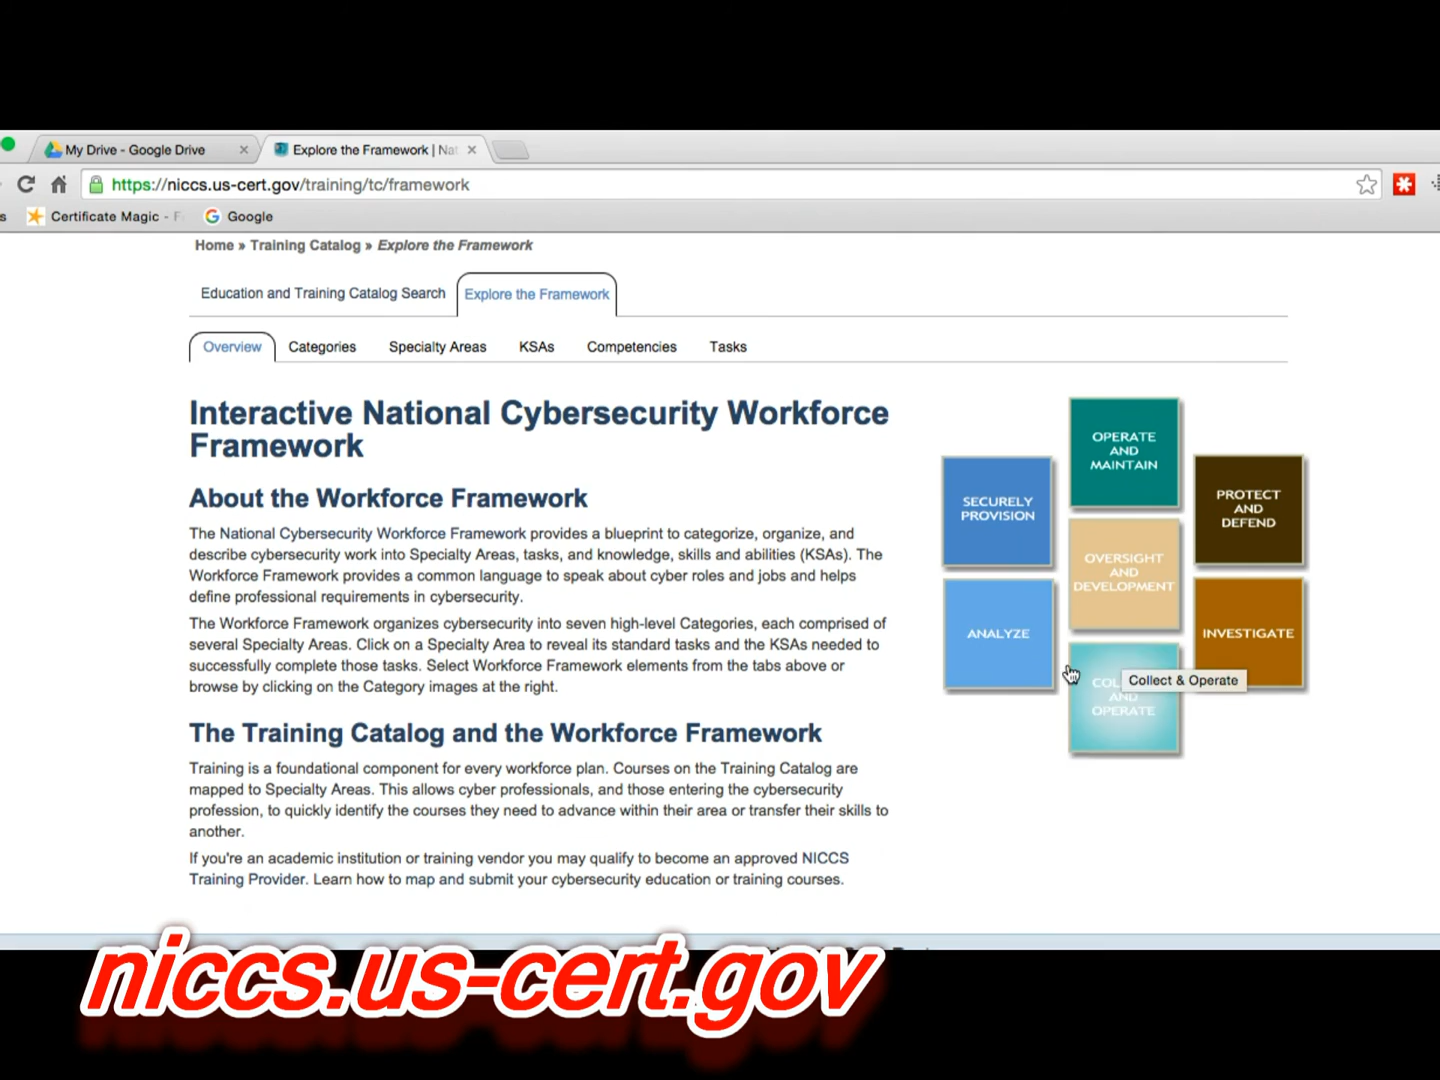 My Drive - Google Drive
Explore the Framework | Nat
https://niccs.us-cert.gov/training/tc/framework
s
Certificate Magic - F
Google
Home » Training Catalog » Explore the Framework
Education and Training Catalog Search
Explore the Framework
Overview
Categories
Specialty Areas
KSAs
Competencies
Tasks
Interactive National Cybersecurity Workforce
Framework
About the Workforce Framework
The National Cybersecurity Workforce Framework provides a blueprint to categorize, organize, and
describe cybersecurity work into Specialty Areas, tasks, and knowledge, skills and abilities (KSAs). The
Workforce Framework provides a common language to speak about cyber roles and jobs and helps
define professional requirements in cybersecurity.
The Workforce Framework organizes cybersecurity into seven high-level Categories, each comprised of
several Specialty Areas. Click on a Specialty Area to reveal its standard tasks and the KSAs needed to
successfully complete those tasks. Select Workforce Framework elements from the tabs above or
browse by clicking on the Category images at the right.
The Training Catalog and the Workforce Framework
Training is a foundational component for every workforce plan. Courses on the Training Catalog are
mapped to Specialty Areas. This allows cyber professionals, and those entering the cybersecurity
profession, to quickly identify the courses they need to advance within their area or transfer their skills to
another.
If you're an academic institution or training vendor you may qualify to become an approved NICCS
Training Provider. Learn how to map and submit your cybersecurity education or training courses.
OPERATE
AND
MAINTAIN
SECURELY
PROVISION
PROTECT
AND
DEFEND
OVERSIGHT
AND
DEVELOPMENT
ANALYZE
INVESTIGATE
COL
AND
OPERATE
Collect & Operate
niccs.us-cert.gov